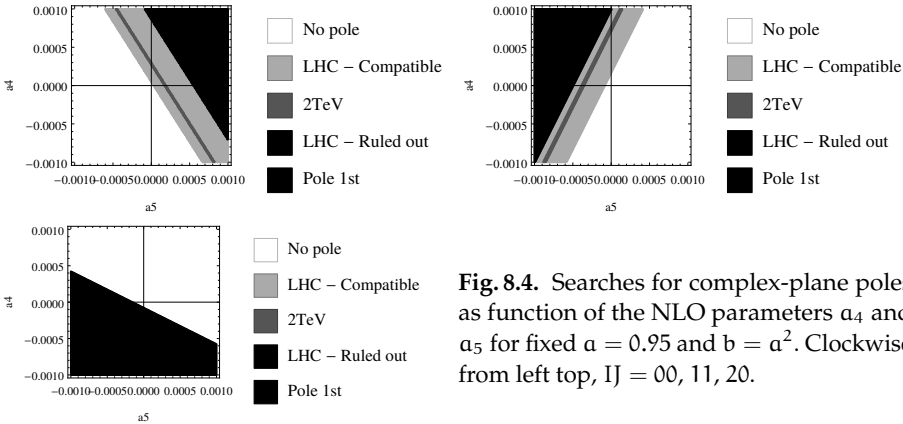 0.0010
0.0005
0.0000
−0.0005
−0.0010
a4
−0.0010−0.0005 0.0000 0.0005 0.0010
a5
No pole
LHC − Compatible
2TeV
LHC − Ruled out
Pole 1st
0.0010
0.0005
0.0000
−0.0005
−0.0010
a4
−0.0010−0.0005 0.0000 0.0005 0.0010
a5
No pole
LHC − Compatible
2TeV
LHC − Ruled out
Pole 1st
0.0010
0.0005
0.0000
−0.0005
−0.0010
a4
−0.0010−0.0005 0.0000 0.0005 0.0010
a5
No pole
LHC − Compatible
2TeV
LHC − Ruled out
Pole 1st
Fig. 8.4. Searches for complex-plane poles
as function of the NLO parameters a₄ and
a₅ for fixed a = 0.95 and b = a². Clockwise
from left top, IJ = 00, 11, 20.